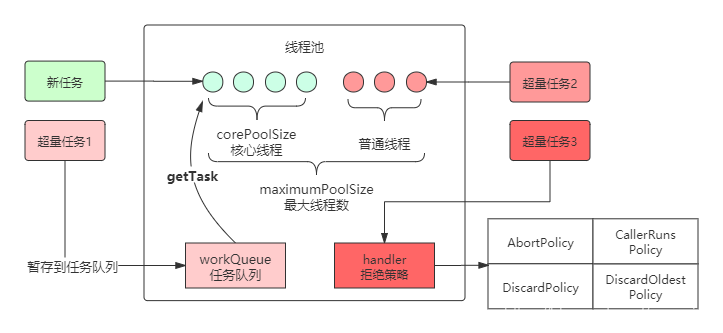 线程池
新任务
超量任务2
超量任务1
超量任务3
corePoolSize
核心线程
普通线程
getTask
maximumPoolSize
最大线程数
暂存到任务队列
workQueue
任务队列
handler
拒绝策略
AbortPolicy
CallerRuns
Policy
DiscardPolicy
DiscardOldest
Policy